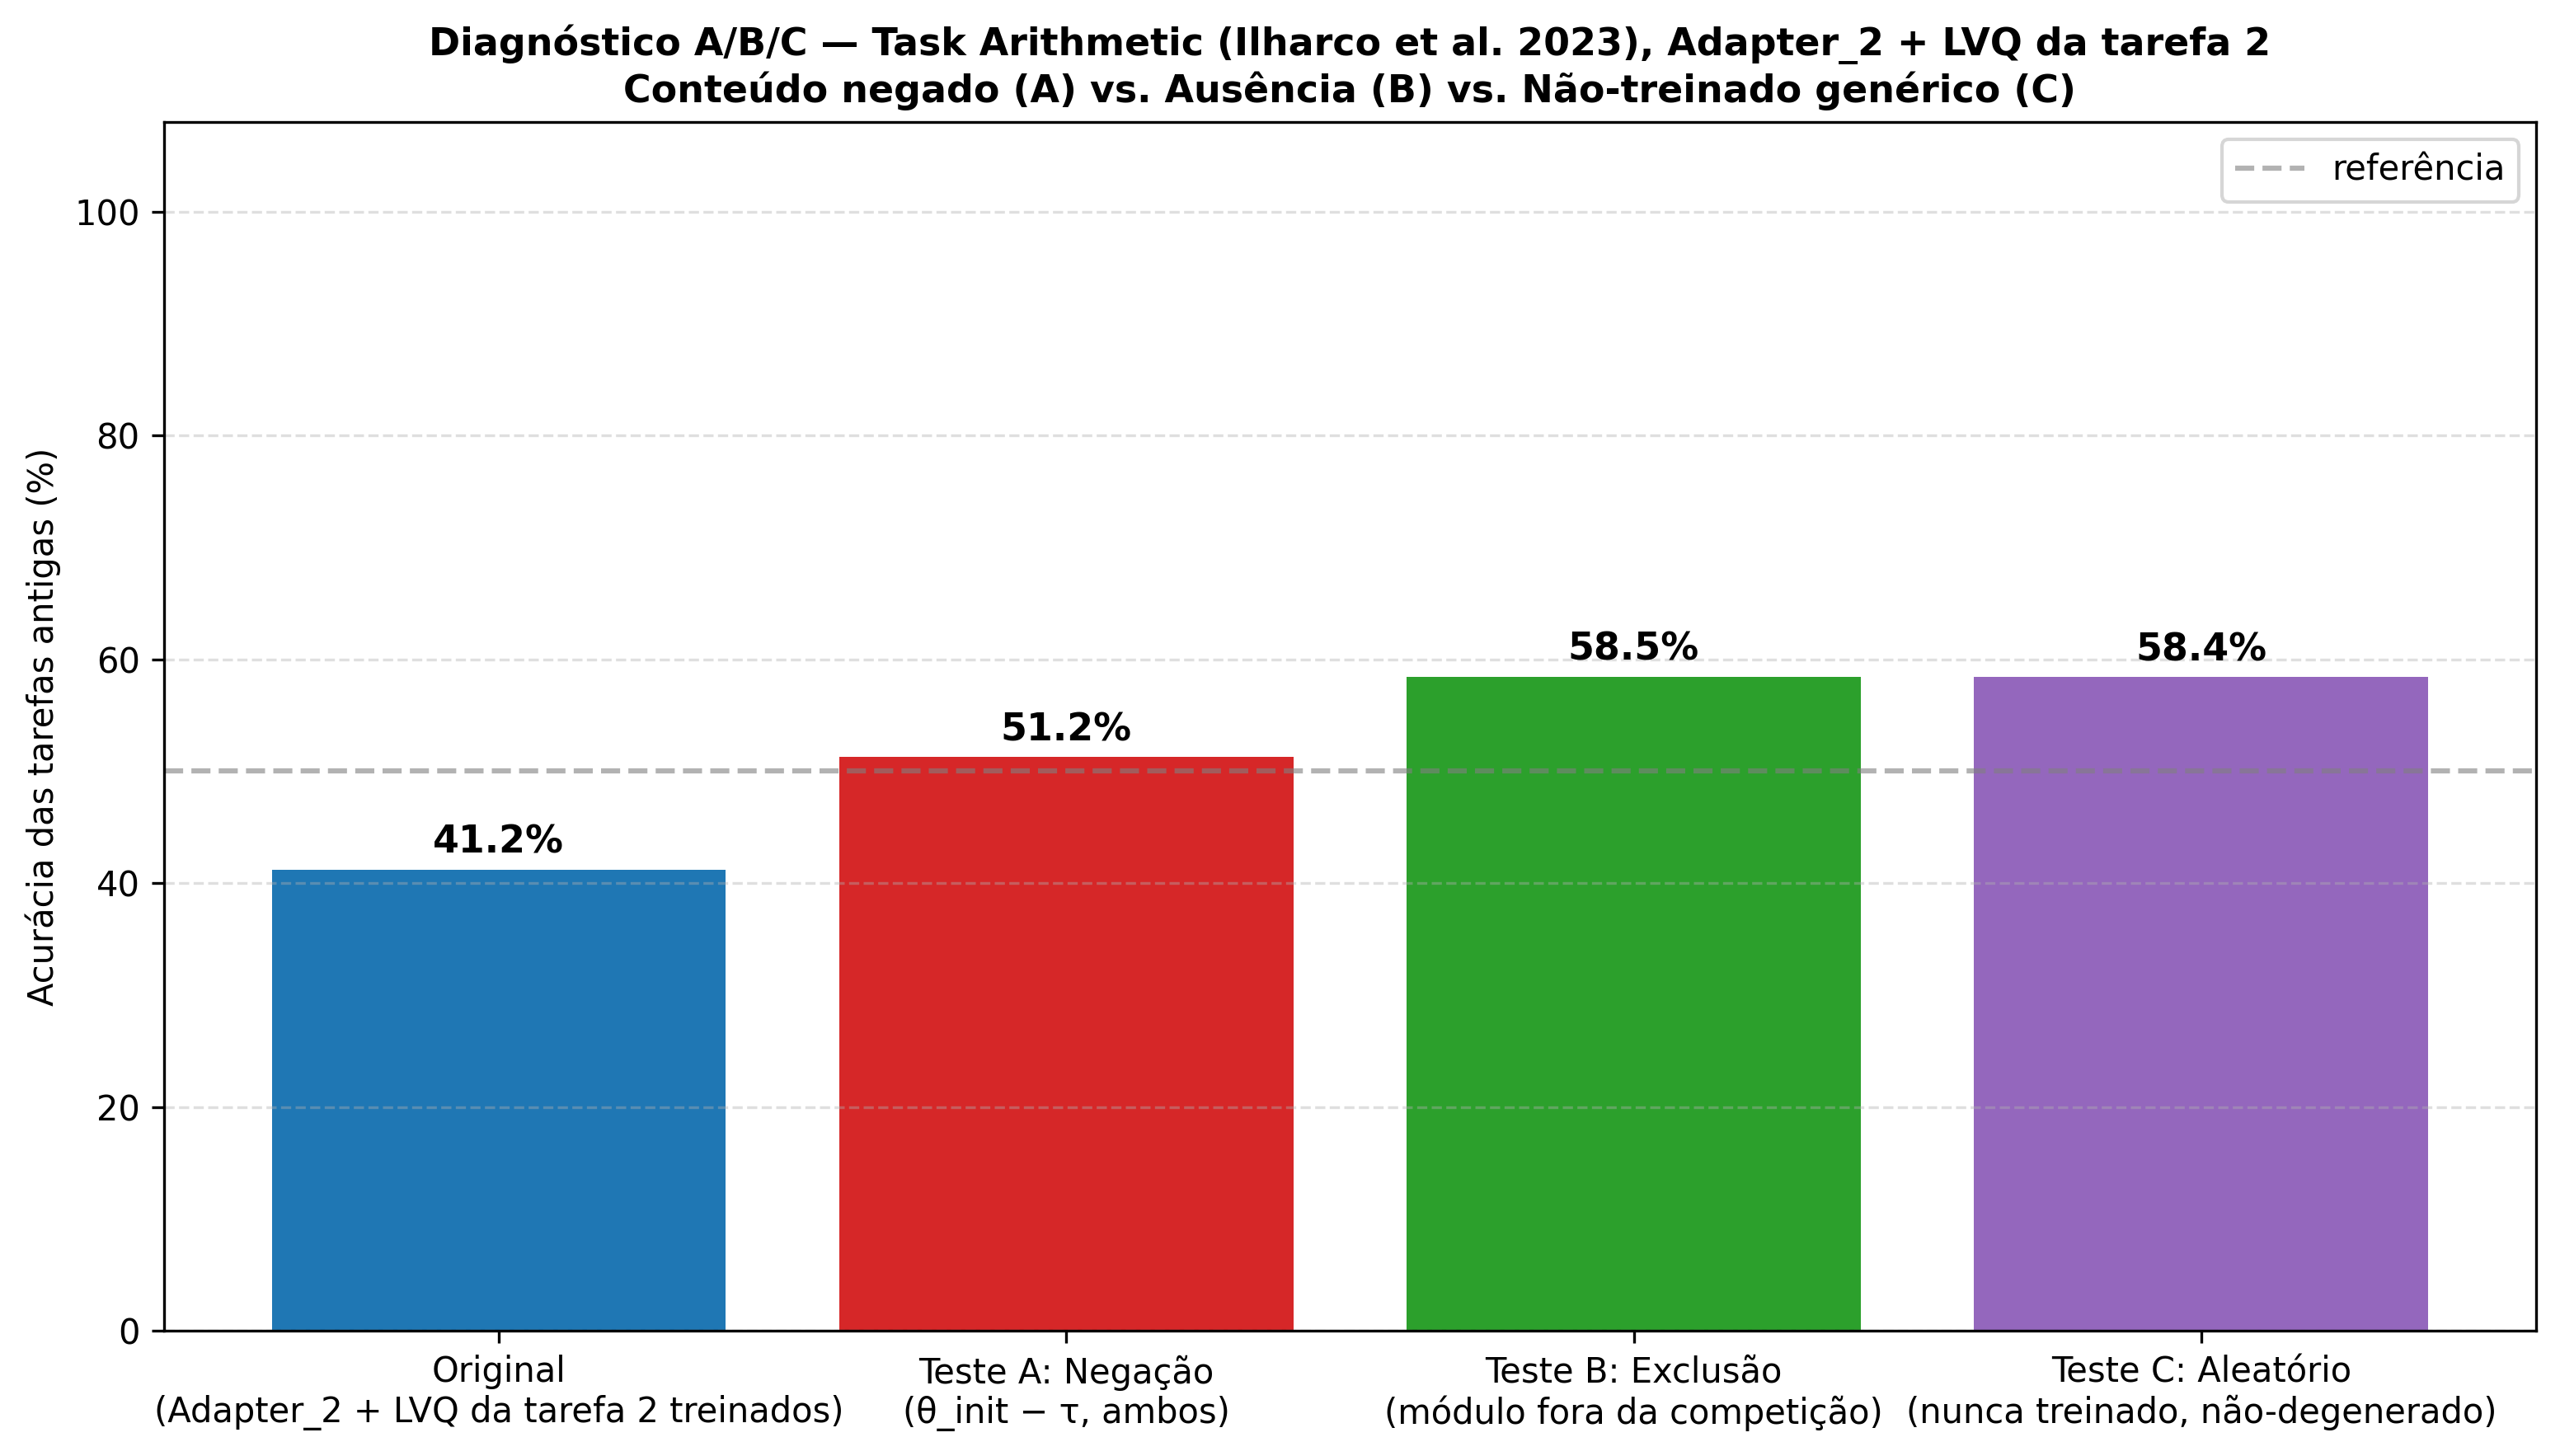 Diagnóstico A/B/C — Task Arithmetic (Ilharco et al. 2023), Adapter_2 + LVQ da tarefa 2
Conteúdo negado (A) vs. Ausência (B) vs. Não-treinado genérico (C)
referência
Acurácia das tarefas antigas (%)
100
80
60
40
20
0
41.2%
51.2%
58.5%
58.4%
Original
(Adapter_2 + LVQ da tarefa 2 treinados)
Teste A: Negação
(θ_init − τ, ambos)
Teste B: Exclusão
(módulo fora da competição)
Teste C: Aleatório
(nunca treinado, não-degenerado)